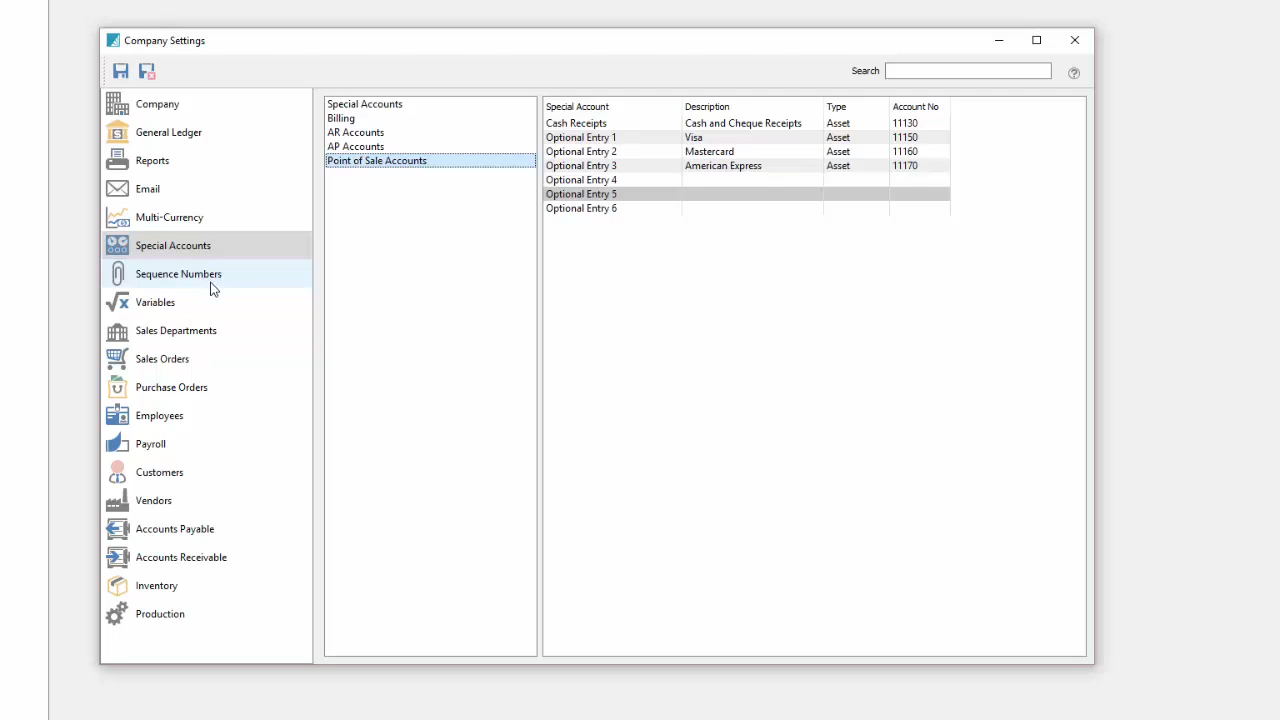 Company Settings
Search
Company
General Ledger
Reports
Email
Multi-Currency
Special Accounts
Sequence Numbers
Variables
Sales Departments
Sales Orders
Purchase Orders
Employees
Payroll
Customers
Vendors
Accounts Payable
Accounts Receivable
Inventory
Production
Special Accounts
Billing
AR Accounts
AP Accounts
Point of Sale Accounts
Special Account Description Type Account No
Cash Receipts Cash and Cheque Receipts Asset 11130
Optional Entry 1 Visa Asset 11150
Optional Entry 2 Mastercard Asset 11160
Optional Entry 3 American Express Asset 11170
Optional Entry 4
Optional Entry 5
Optional Entry 6